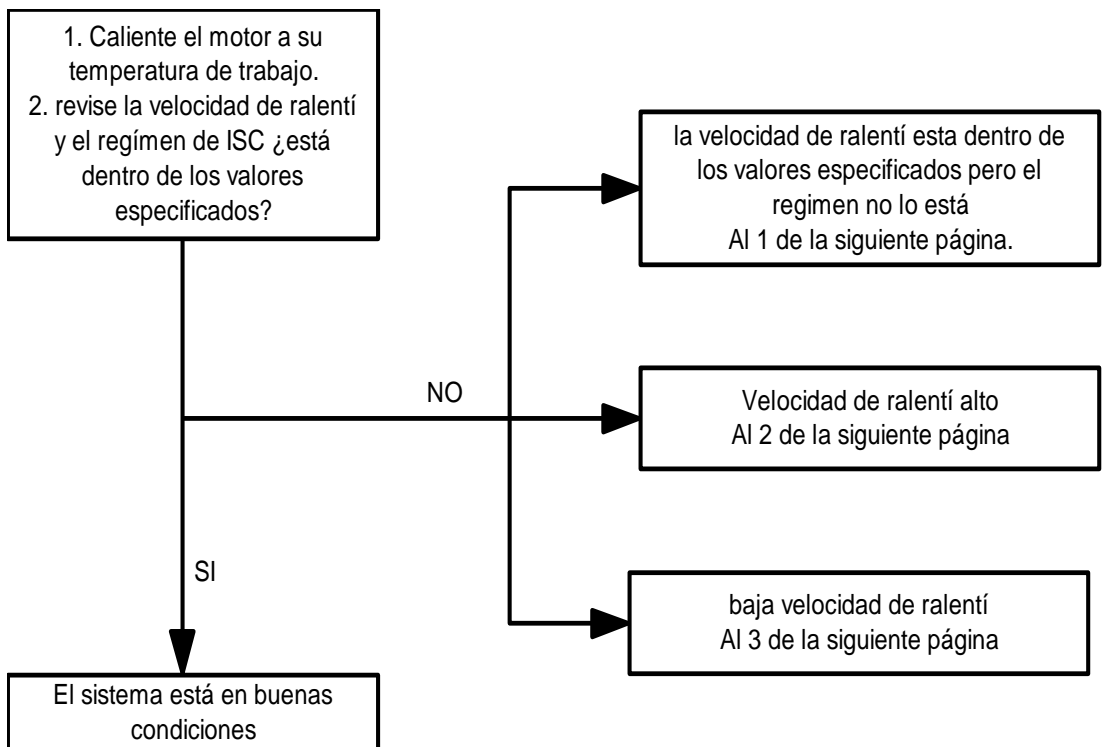 1. Caliente el motor a su
temperatura de trabajo.
2. revise la velocidad de ralentí
y el regímen de ISC ¿está
dentro de los valores
especificados?
la velocidad de ralentí esta dentro de
los valores especificados pero el
regimen no lo está
Al 1 de la siguiente página.
NO
Velocidad de ralentí alto
Al 2 de la siguiente página
SI
baja velocidad de ralentí
Al 3 de la siguiente página
El sistema está en buenas
condiciones